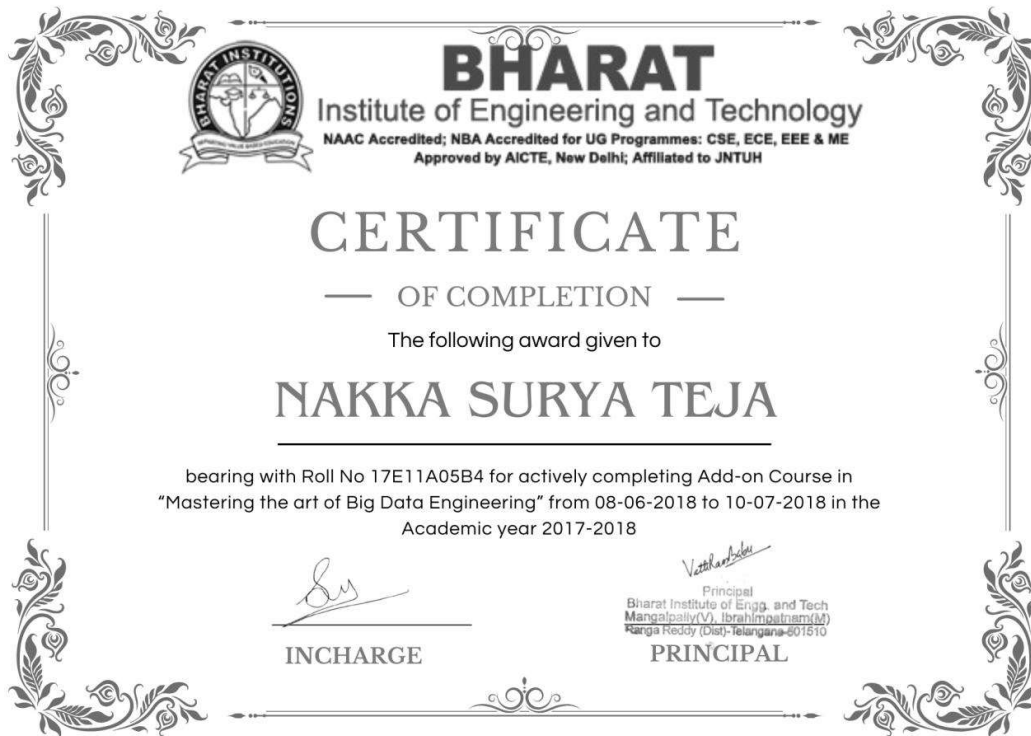 BHARAT INSTITUTIONS
BHARAT
Institute of Engineering and Technology
NAAC Accredited; NBA Accredited for UG Programmes: CSE, ECE, EEE & ME
Approved by AICTE, New Delhi; Affiliated to JNTUH
CERTIFICATE
OF COMPLETION
The following award given to
NAKKA SURYA TEJA
bearing with Roll No 17E11A05B4 for actively completing Add-on Course in
“Mastering the art of Big Data Engineering” from 08-06-2018 to 10-07-2018 in the
Academic year 2017-2018
Principal
Bharat Institute of Engg. and Tech
Mangalpally(V), Ibrahimpatnam(M)
Ranga Reddy (Dist)-Telangana-501510
INCHARGE
PRINCIPAL